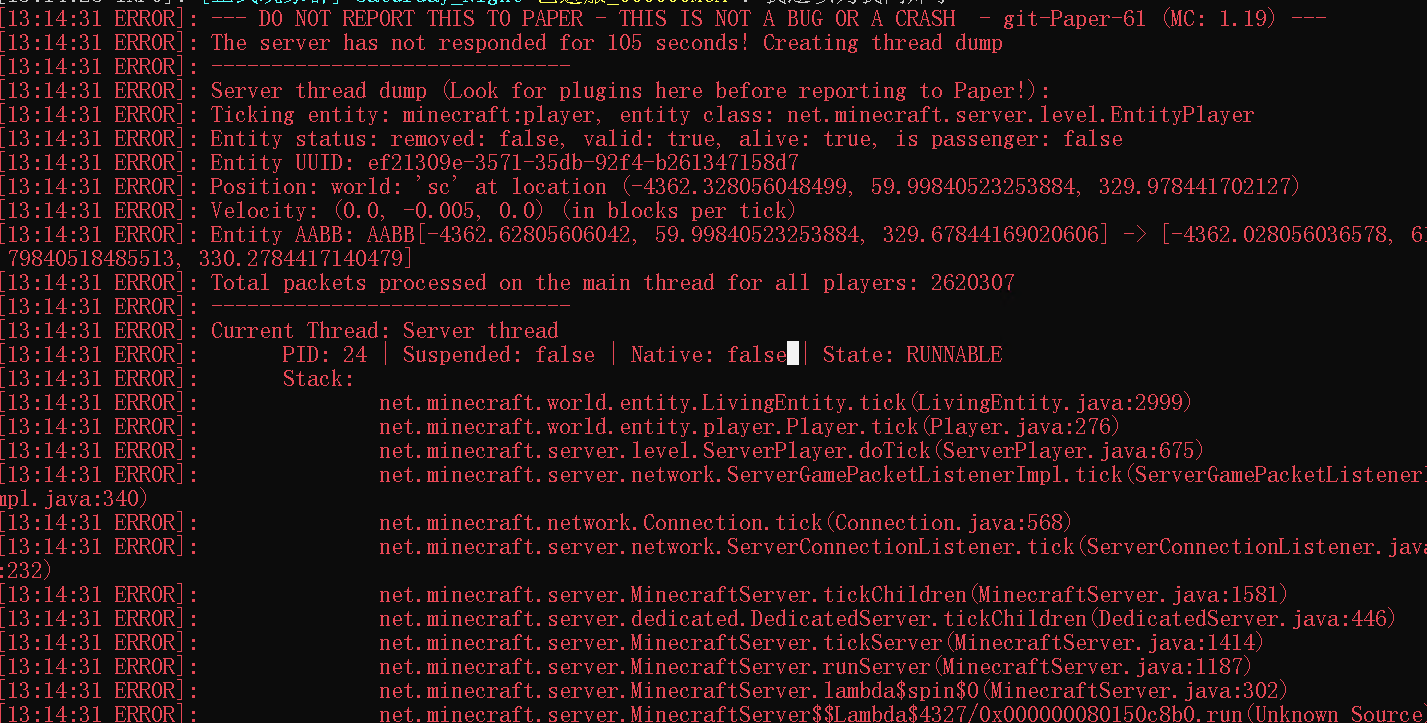 [13:14:31 ERROR]: --- DO NOT REPORT THIS TO PAPER - THIS IS NOT A BUG OR A CRASH  - git-Paper-61 (MC: 1.19) ---
[13:14:31 ERROR]: The server has not responded for 105 seconds! Creating thread dump
[13:14:31 ERROR]: ------------------------------
[13:14:31 ERROR]: Server thread dump (Look for plugins here before reporting to Paper!):
[13:14:31 ERROR]: Ticking entity: minecraft:player, entity class: net.minecraft.server.level.EntityPlayer
[13:14:31 ERROR]: Entity status: removed: false, valid: true, alive: true, is passenger: false
[13:14:31 ERROR]: Entity UUID: ef21309e-3571-35db-92f4-b261347158d7
[13:14:31 ERROR]: Position: world: 'sc' at location (-4362.328056048499, 59.99840523253884, 329.978441702127)
[13:14:31 ERROR]: Velocity: (0.0, -0.005, 0.0) (in blocks per tick)
[13:14:31 ERROR]: Entity AABB: AABB[-4362.62805606042, 59.99840523253884, 329.67844169020606] -> [-4362.028056036578, 6
79840518485513, 330.2784417140479]
[13:14:31 ERROR]: Total packets processed on the main thread for all players: 2620307
[13:14:31 ERROR]: ------------------------------
[13:14:31 ERROR]: Current Thread: Server thread
[13:14:31 ERROR]: PID: 24 | Suspended: false | Native: false | State: RUNNABLE
[13:14:31 ERROR]: Stack:
[13:14:31 ERROR]: net.minecraft.world.entity.LivingEntity.tick(LivingEntity.java:2999)
[13:14:31 ERROR]: net.minecraft.world.entity.player.Player.tick(Player.java:276)
[13:14:31 ERROR]: net.minecraft.server.level.ServerPlayer.doTick(ServerPlayer.java:675)
[13:14:31 ERROR]: net.minecraft.server.network.ServerGamePacketListenerImpl.tick(ServerGamePacketListenerI
mpl.java:340)
[13:14:31 ERROR]: net.minecraft.network.Connection.tick(Connection.java:568)
[13:14:31 ERROR]: net.minecraft.server.network.ServerConnectionListener.tick(ServerConnectionListener.java
:232)
[13:14:31 ERROR]: net.minecraft.server.MinecraftServer.tickChildren(MinecraftServer.java:1581)
[13:14:31 ERROR]: net.minecraft.server.dedicated.DedicatedServer.tickChildren(DedicatedServer.java:446)
[13:14:31 ERROR]: net.minecraft.server.MinecraftServer.tickServer(MinecraftServer.java:1414)
[13:14:31 ERROR]: net.minecraft.server.MinecraftServer.runServer(MinecraftServer.java:1187)
[13:14:31 ERROR]: net.minecraft.server.MinecraftServer.lambda$spin$0(MinecraftServer.java:302)
[13:14:31 ERROR]: net.minecraft.server.MinecraftServer$$Lambda$4327/0x000000080150c8b0.run(Unknown Source